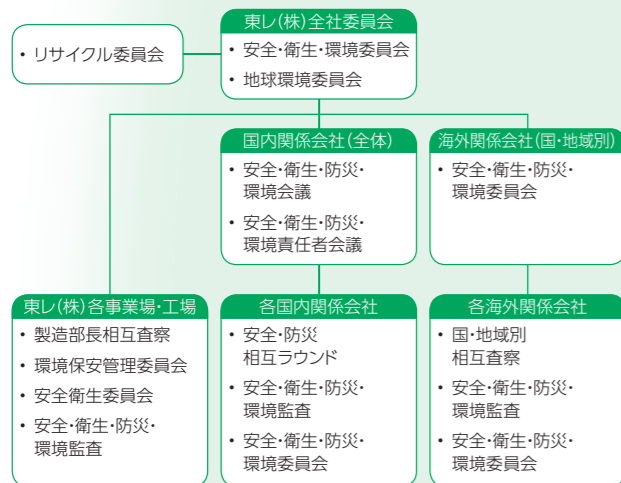 東レ(株)全社委員会
・安全・衛生・環境委員会
・地球環境委員会
・リサイクル委員会
国内関係会社(全体)
・安全・衛生・防災・
環境会議
・安全・衛生・防災・
環境責任者会議
海外関係会社(国・地域別)
・安全・衛生・防災・
環境委員会
東レ(株)各事業場・工場
・製造部長相互査察
・環境保安管理委員会
・安全衛生委員会
・安全・衛生・防災・
環境監査
各国内関係会社
・安全・防災
相互ラウンド
・安全・衛生・防災・
環境監査
・安全・衛生・防災・
環境委員会
各海外関係会社
・国・地域別
相互査察
・安全・衛生・防災・
環境監査
・安全・衛生・防災・
環境委員会